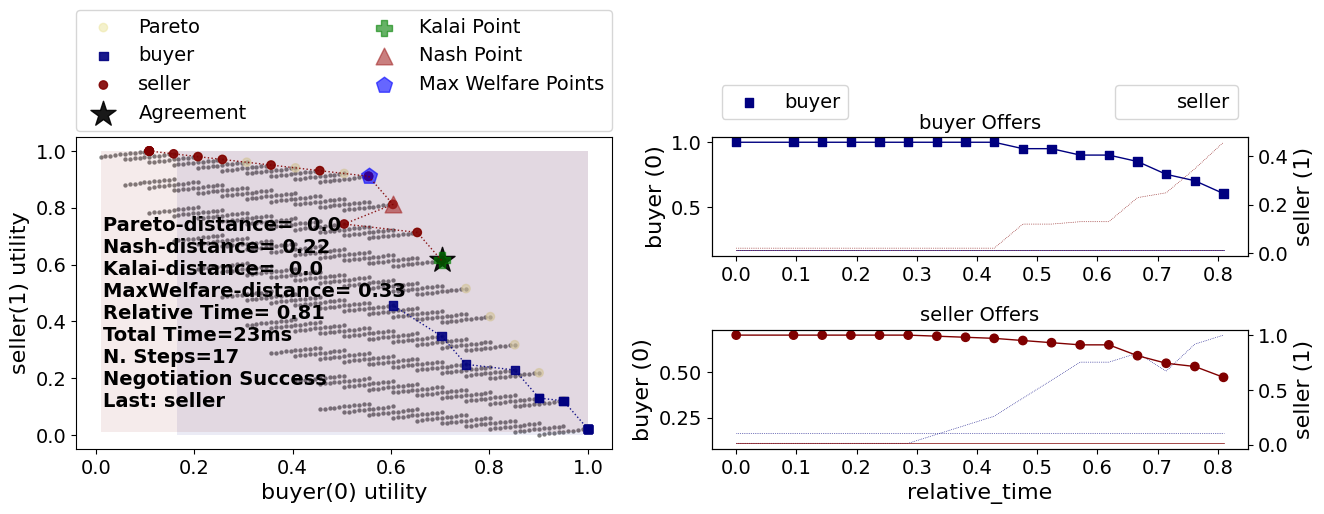 Pareto
buyer
seller
Agreement
Kalai Point
Nash Point
Max Welfare Points
1.0
0.8
0.6
0.4
0.2
0.0
seller(1) utility
Pareto-distance=  0.0
Nash-distance= 0.22
Kalai-distance=  0.0
MaxWelfare-distance= 0.33
Relative Time= 0.81
Total Time=23ms
N. Steps=17
Negotiation Success
Last: seller
0.0 0.2 0.4 0.6 0.8 1.0
buyer(0) utility
buyer
seller
buyer Offers
1.0
0.5
buyer (0)
0.4
0.2
0.0
seller (1)
0.0 0.1 0.2 0.3 0.4 0.5 0.6 0.7 0.8
seller Offers
0.50
0.25
buyer (0)
1.0
0.5
0.0
seller (1)
0.0 0.1 0.2 0.3 0.4 0.5 0.6 0.7 0.8
relative_time